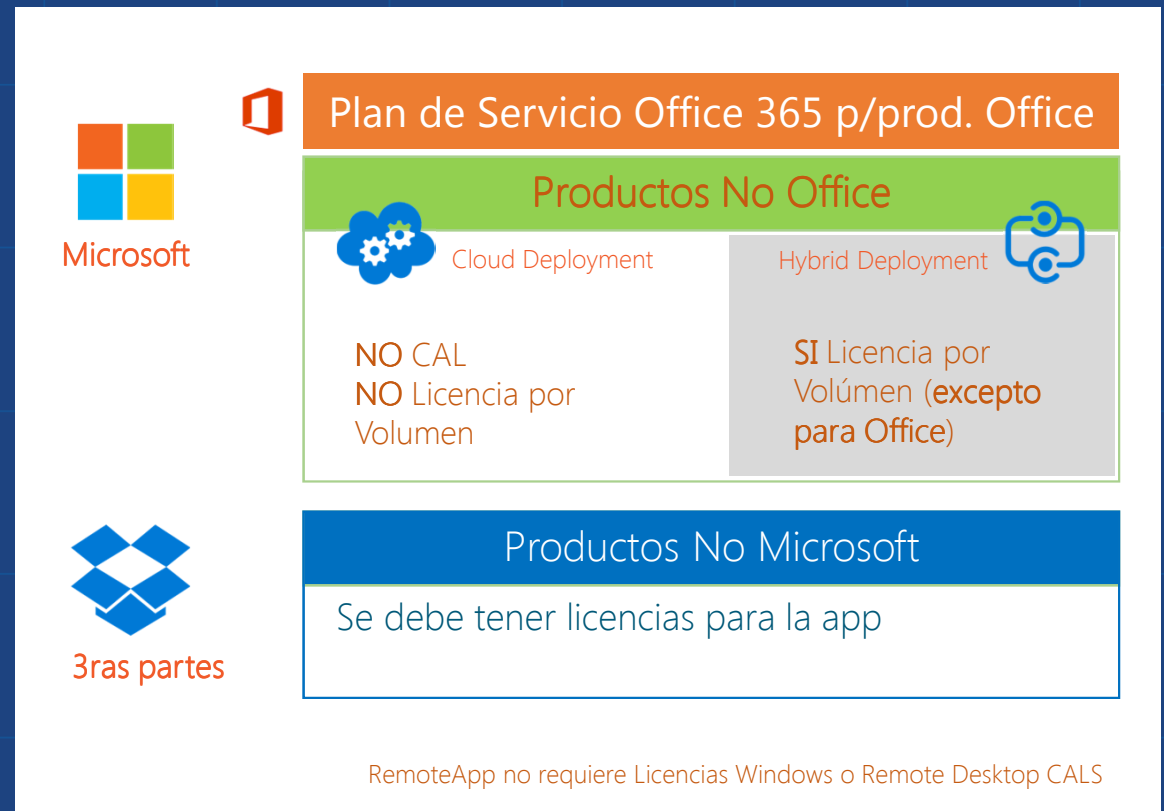 Plan de Servicio Office 365 p/prod. Office
Microsoft
Productos No Office
Cloud Deployment
NO CAL
NO Licencia por
Volumen
Hybrid Deployment
SI Licencia por
Volúmen (excepto
para Office)
3ras partes
Productos No Microsoft
Se debe tener licencias para la app
RemoteApp no requiere Licencias Windows o Remote Desktop CALS